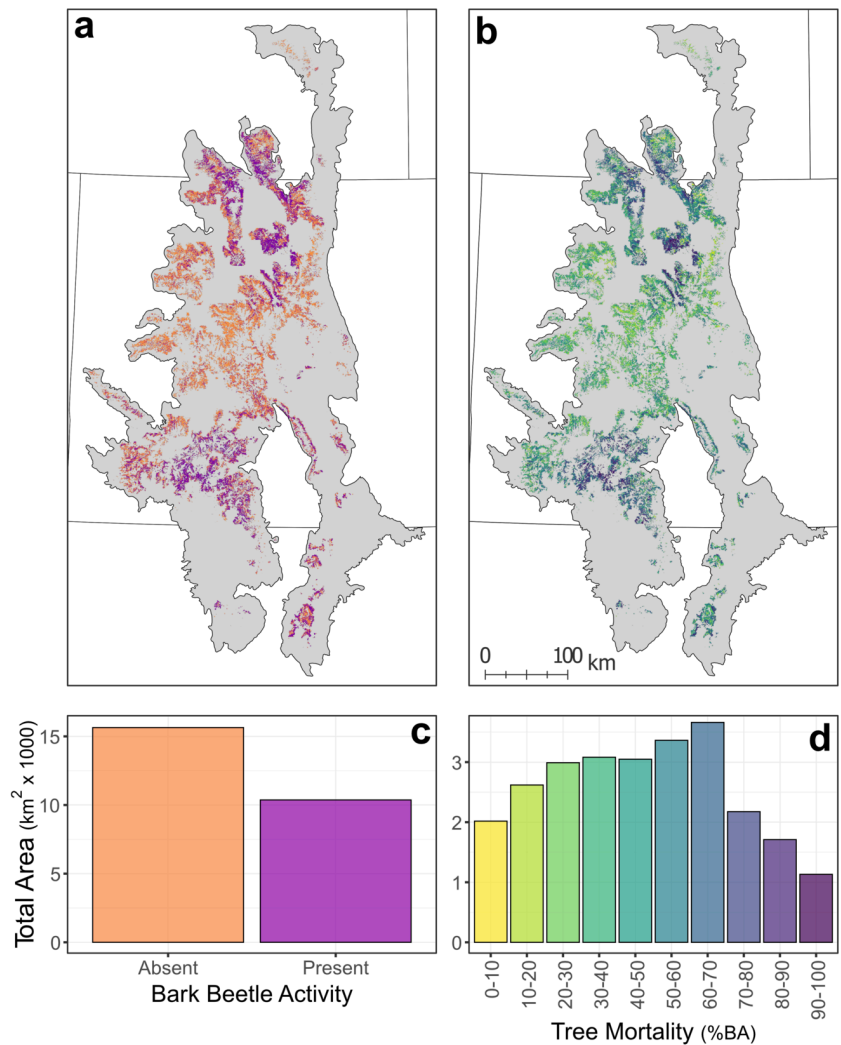 a
b
0 100 km
c
15
10
5
0
Total Area (km² x 1000)
Absent Present
Bark Beetle Activity
d
3
2
1
0
0-10 10-20 20-30 30-40 40-50 50-60 60-70 70-80 80-90 90-100
Tree Mortality (%BA)